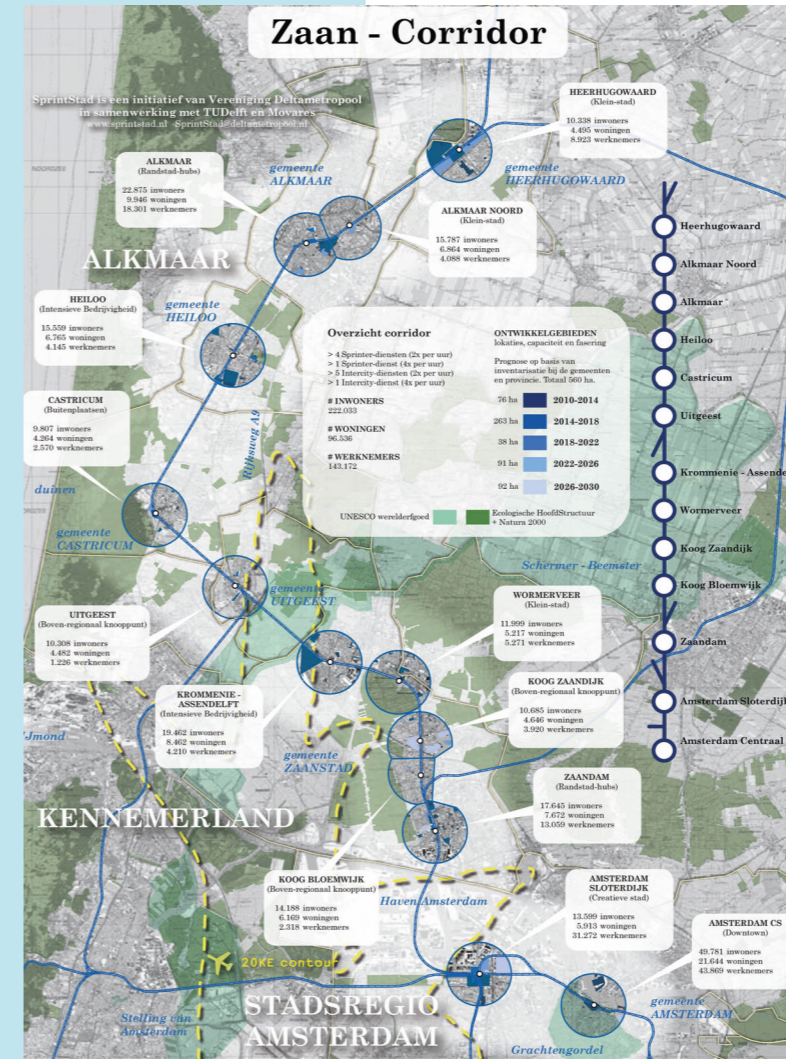 Zaan - Corridor
SprintStad is een initiatief van Vereniging Deltametropool
in samenwerking met TUDelft en Movares
www.sprintstad.nl SprintStad@deltametropool.nl
HEERHUGOWAARD
(Klein-stad)
10.338 inwoners
4.495 woningen
8.923 werknemers
gemeente
HEERHUGOWAARD
ALKMAAR
(Randstad-hubs)
22.875 inwoners
9.946 woningen
18.301 werknemers
gemeente
ALKMAAR
ALKMAAR NOORD
(Klein-stad)
15.787 inwoners
6.864 woningen
4.088 werknemers
ALKMAAR
HEILOO
(Intensieve Bedrijvigheid)
15.559 inwoners
6.765 woningen
4.145 werknemers
gemeente
HEILOO
Overzicht corridor
> 4 Sprinter-diensten (2x per uur)
> 1 Sprinter-dienst (4x per uur)
> 5 Intercity-diensten (2x per uur)
> 1 Intercity-dienst (4x per uur)
# INWONERS
222.033
# WONINGEN
96.536
# WERKNEMERS
143.172
ONTWIKKELGEBIEDEN
lokaties, capaciteit en fasering
Prognose op basis van
inventarisatie bij de gemeenten
en provincie. Totaal 560 ha.
76 ha 2010-2014
263 ha 2014-2018
38 ha 2018-2022
91 ha 2022-2026
92 ha 2026-2030
UNESCO werelderfgoed
Ecologische HoofdStructuur
+ Natura 2000
Heerhugowaard
Alkmaar Noord
Alkmaar
Heiloo
Castricum
Uitgeest
Krommenie - Assende
Wormerveer
Koog Zaandijk
Koog Bloemwijk
Zaandam
Amsterdam Sloterdijk
Amsterdam Centraal
CASTRICUM
(Buitenplaatsen)
9.807 inwoners
4.264 woningen
2.570 werknemers
Rijksweg A9
duinen
gemeente
CASTRICUM
Schermer - Beemster
gemeente
UITGEEST
UITGEEST
(Boven-regionaal knooppunt)
10.308 inwoners
4.482 woningen
1.226 werknemers
WORMERVEER
(Klein-stad)
11.999 inwoners
5.217 woningen
5.271 werknemers
KROMMENIE -
ASSENDELFT
(Intensieve Bedrijvigheid)
19.462 inwoners
8.462 woningen
4.210 werknemers
KOOG ZAANDIJK
(Boven-regionaal knooppunt)
10.685 inwoners
4.646 woningen
3.920 werknemers
IJmond
gemeente
ZAANSTAD
ZAANDAM
(Randstad-hubs)
17.645 inwoners
7.672 woningen
13.059 werknemers
KENNEMERLAND
KOOG BLOEMWIJK
(Boven-regionaal knooppunt)
14.188 inwoners
6.169 woningen
2.318 werknemers
Haven Amsterdam
AMSTERDAM
SLOTERDIJK
(Creatieve stad)
13.599 inwoners
5.913 woningen
31.272 werknemers
AMSTERDAM CS
(Downtown)
49.781 inwoners
21.644 woningen
43.869 werknemers
20KE contour
Stelling van
Amsterdam
STADSREGIO
AMSTERDAM
gemeente
AMSTERDAM
Grachtengordel